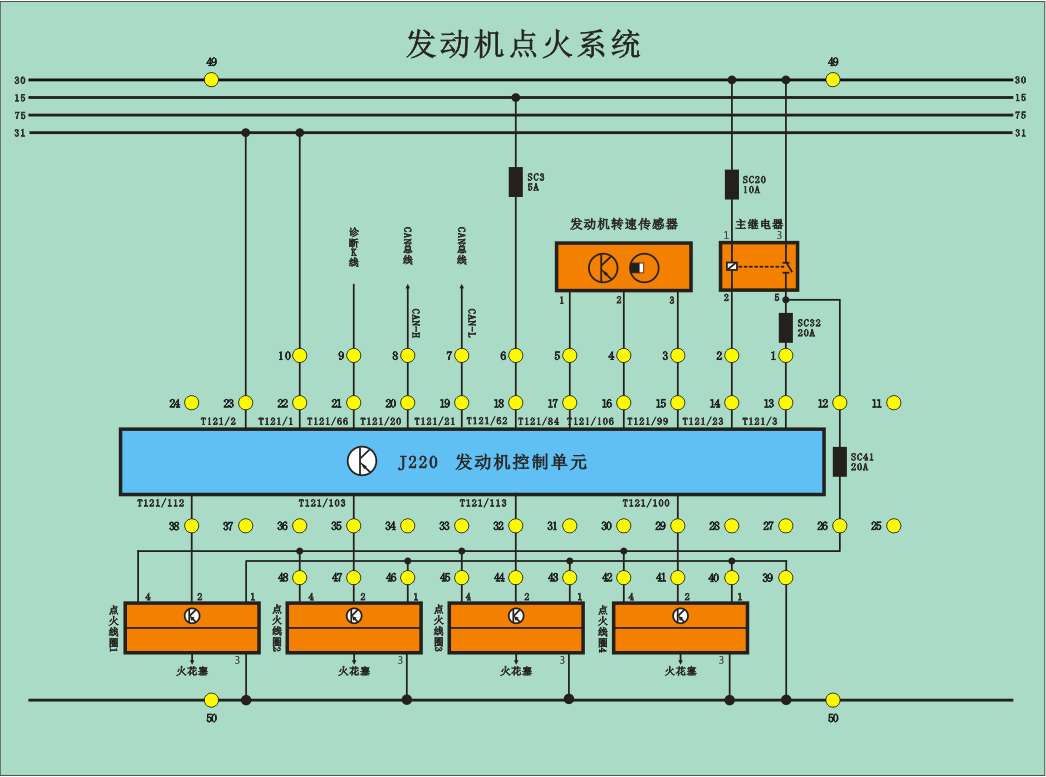 发动机点火系统
49 49
30 30
15 15
75 75
31 31
SC3
5A
SC20
10A
诊断K线
CAN总线
CAN总线
发动机转速传感器
主继电器
1 3
CAN-H
CAN-L
1 2 3
2 5
SC32
20A
10 9 8 7 6 5 4 3 2 1
24 23 22 21 20 19 18 17 16 15 14 13 12 11
T121/2 T121/1 T121/66 T121/20 T121/21 T121/62 T121/84 T121/106 T121/99 T121/23 T121/3
J220 发动机控制单元
SC41
20A
T121/112 T121/103 T121/113 T121/100
38 37 36 35 34 33 32 31 30 29 28 27 26 25
48 47 46 45 44 43 42 41 40 39
4 2 1 4 2 1 4 2 1 4 2 1
点火线圈1
点火线圈2
点火线圈3
点火线圈4
3 3 3 3
火花塞 火花塞 火花塞 火花塞
50 50